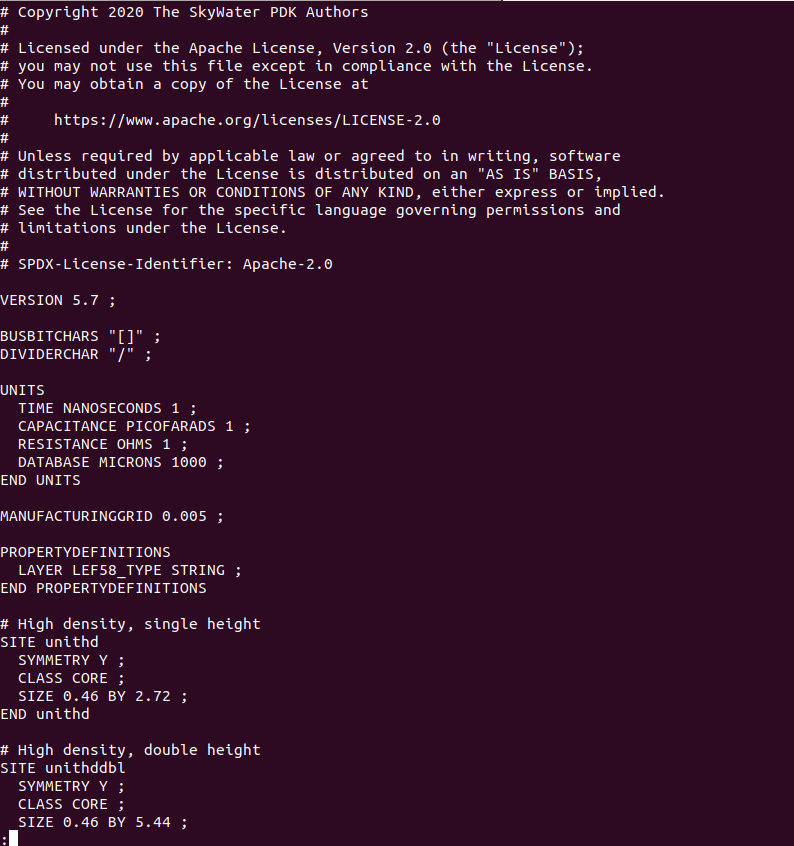 # Copyright 2020 The SkyWater PDK Authors
#
# Licensed under the Apache License, Version 2.0 (the "License");
# you may not use this file except in compliance with the License.
# You may obtain a copy of the License at
#
#     https://www.apache.org/licenses/LICENSE-2.0
#
# Unless required by applicable law or agreed to in writing, software
# distributed under the License is distributed on an "AS IS" BASIS,
# WITHOUT WARRANTIES OR CONDITIONS OF ANY KIND, either express or implied.
# See the License for the specific language governing permissions and
# limitations under the License.
#
# SPDX-License-Identifier: Apache-2.0

VERSION 5.7 ;

BUSBITCHARS "[]" ;
DIVIDERCHAR "/" ;

UNITS
  TIME NANOSECONDS 1 ;
  CAPACITANCE PICOFARADS 1 ;
  RESISTANCE OHMS 1 ;
  DATABASE MICRONS 1000 ;
END UNITS

MANUFACTURINGGRID 0.005 ;

PROPERTYDEFINITIONS
  LAYER LEF58_TYPE STRING ;
END PROPERTYDEFINITIONS

# High density, single height
SITE unithd
  SYMMETRY Y ;
  CLASS CORE ;
  SIZE 0.46 BY 2.72 ;
END unithd

# High density, double height
SITE unithddbl
  SYMMETRY Y ;
  CLASS CORE ;
  SIZE 0.46 BY 5.44 ;
: